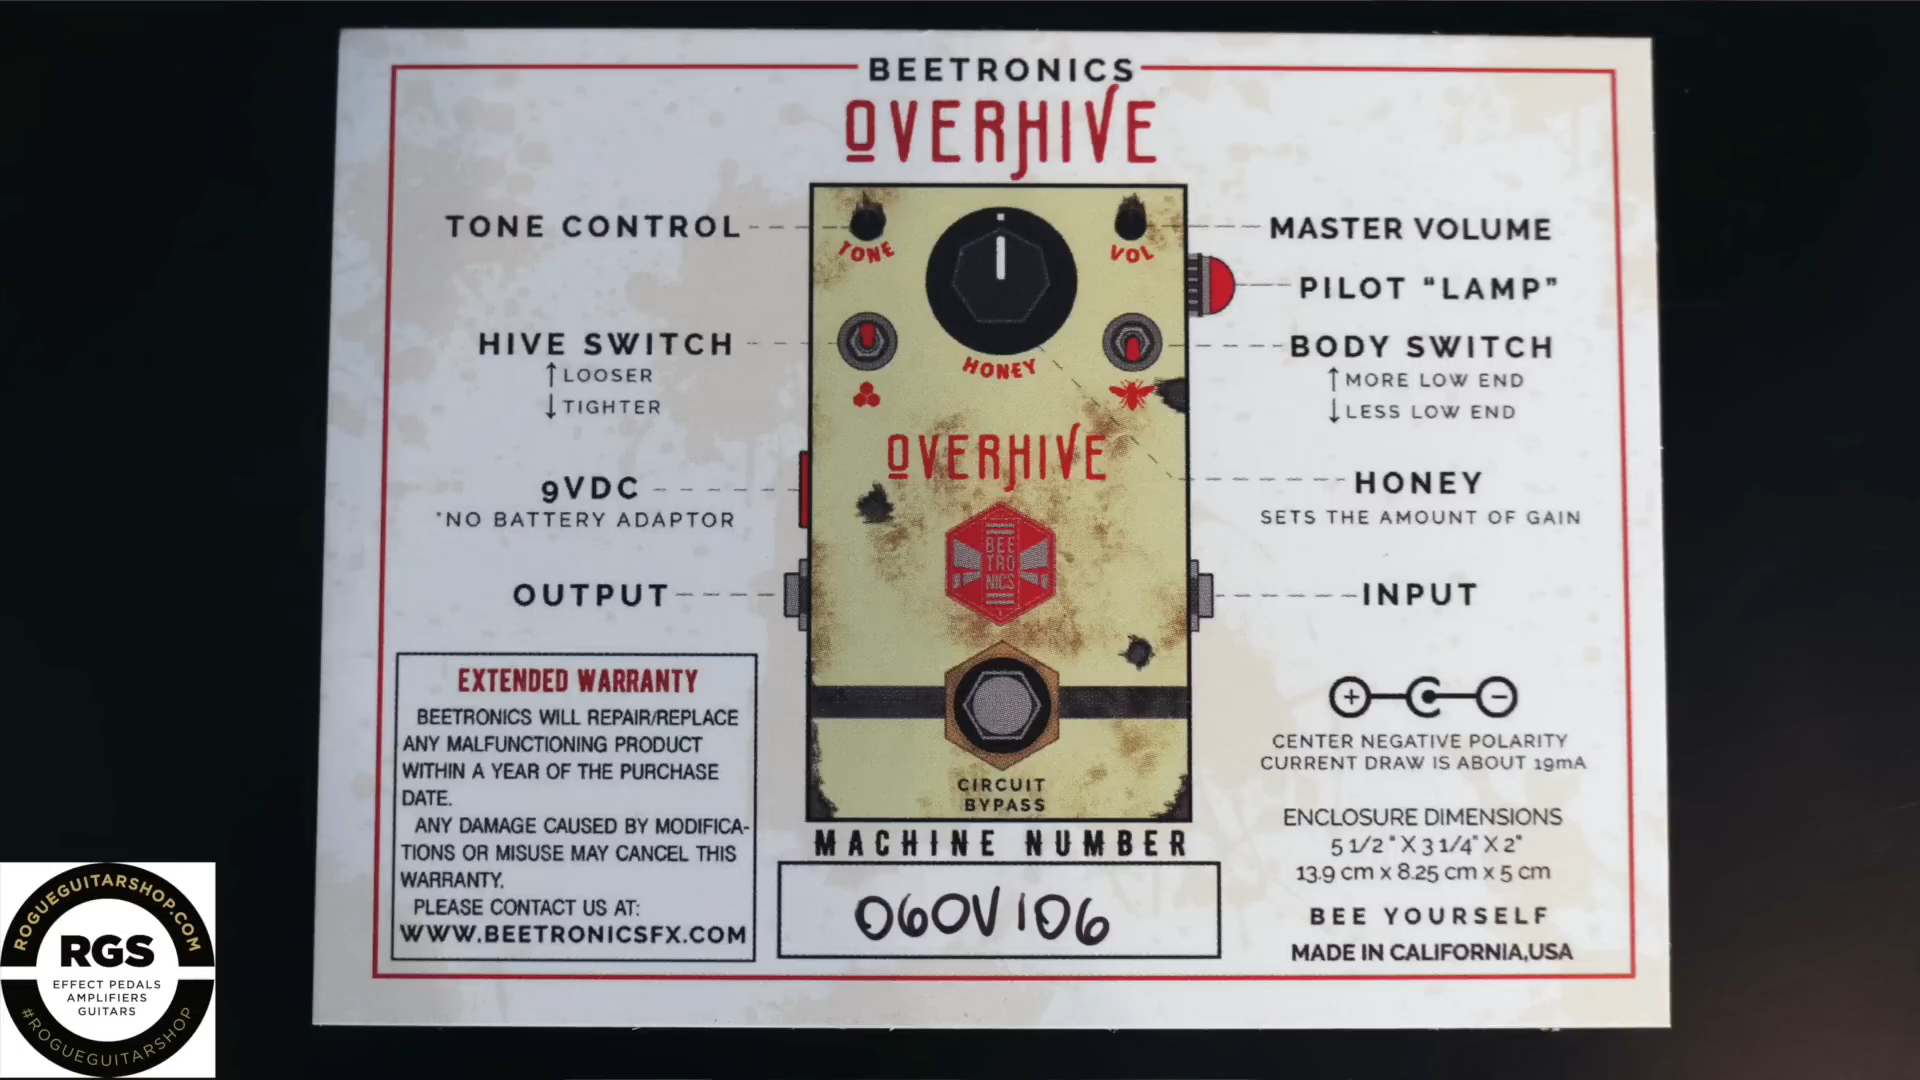 BEETRONICS
OVERHIVE
TONE CONTROL
HIVE SWITCH
↑ LOOSER
↓ TIGHTER
9VDC
*NO BATTERY ADAPTOR
OUTPUT
TONE
VOL
HONEY
OVERHIVE
BEE
TRO
NICS
CIRCUIT
BYPASS
MASTER VOLUME
PILOT “LAMP”
BODY SWITCH
↑ MORE LOW END
↓ LESS LOW END
HONEY
SETS THE AMOUNT OF GAIN
INPUT
EXTENDED WARRANTY
BEETRONICS WILL REPAIR/REPLACE
ANY MALFUNCTIONING PRODUCT
WITHIN A YEAR OF THE PURCHASE
DATE.
ANY DAMAGE CAUSED BY MODIFICA-
TIONS OR MISUSE MAY CANCEL THIS
WARRANTY.
PLEASE CONTACT US AT:
WWW.BEETRONICSFX.COM
MACHINE NUMBER
060V106
+ −
CENTER NEGATIVE POLARITY
CURRENT DRAW IS ABOUT 19mA
ENCLOSURE DIMENSIONS
5 1/2" X 3 1/4" X 2"
13.9 cm x 8.25 cm x 5 cm
BEE YOURSELF
MADE IN CALIFORNIA,USA
ROGUEGUITARSHOP.COM
RGS
EFFECT PEDALS
AMPLIFIERS
GUITARS
#ROGUEGUITARSHOP